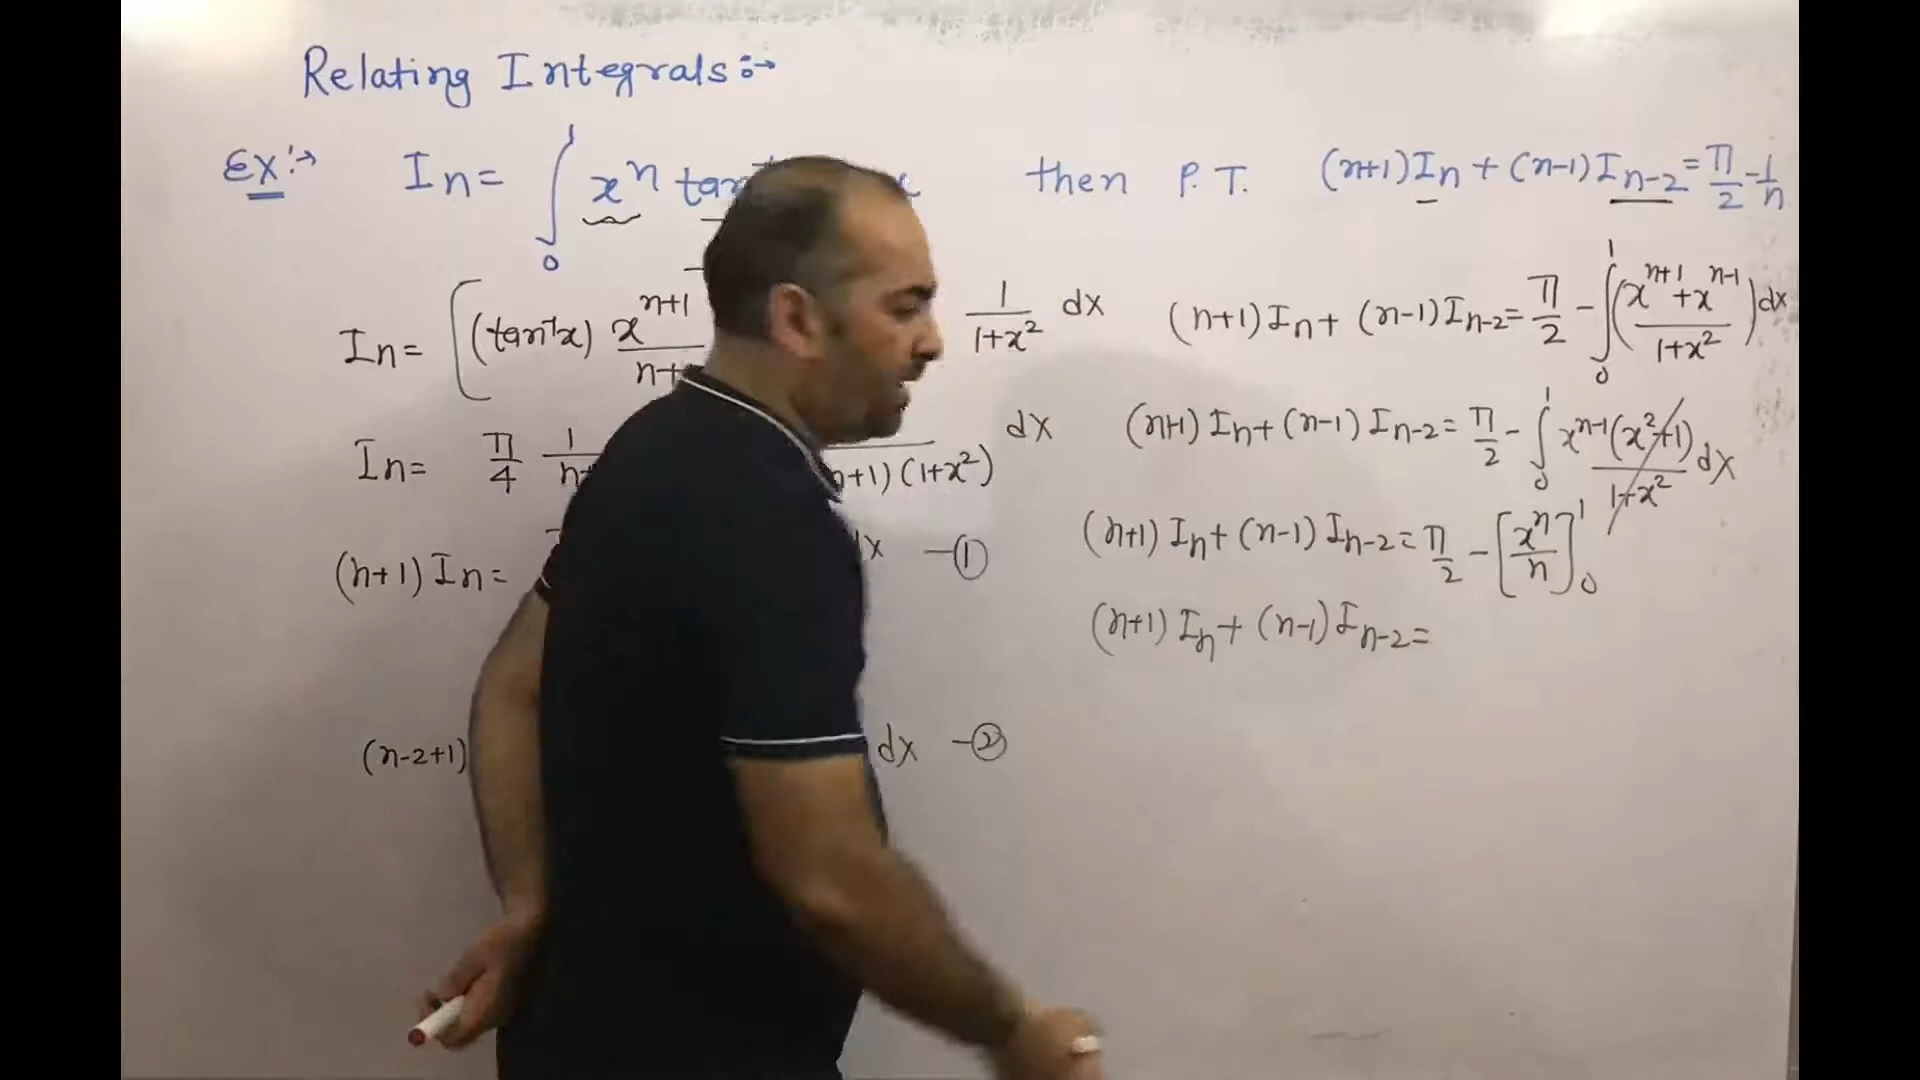 Relating Integrals:→
Ex:→ In = ∫₀¹ xⁿ tan then P.T. (n+1)In + (n-1)In-2 = π/2 - 1/n
In = [(tan⁻¹x) xⁿ⁺¹/n+ 1/1+x² dx
In = π/4 1/n+ n+1)(1+x²) dx
(n+1) In = dx —①
(n-2+1) dx —②
(n+1)In + (n-1)In-2 = π/2 - ∫₀¹ (xⁿ⁺¹+xⁿ⁻¹/1+x²) dx
(n+1) In + (n-1) In-2 = π/2 - ∫₀¹ xⁿ⁻¹(x²+1)/1+x² dx
(n+1) In + (n-1) In-2 = π/2 - [xⁿ/n]₀¹
(n+1) In + (n-1) In-2 =